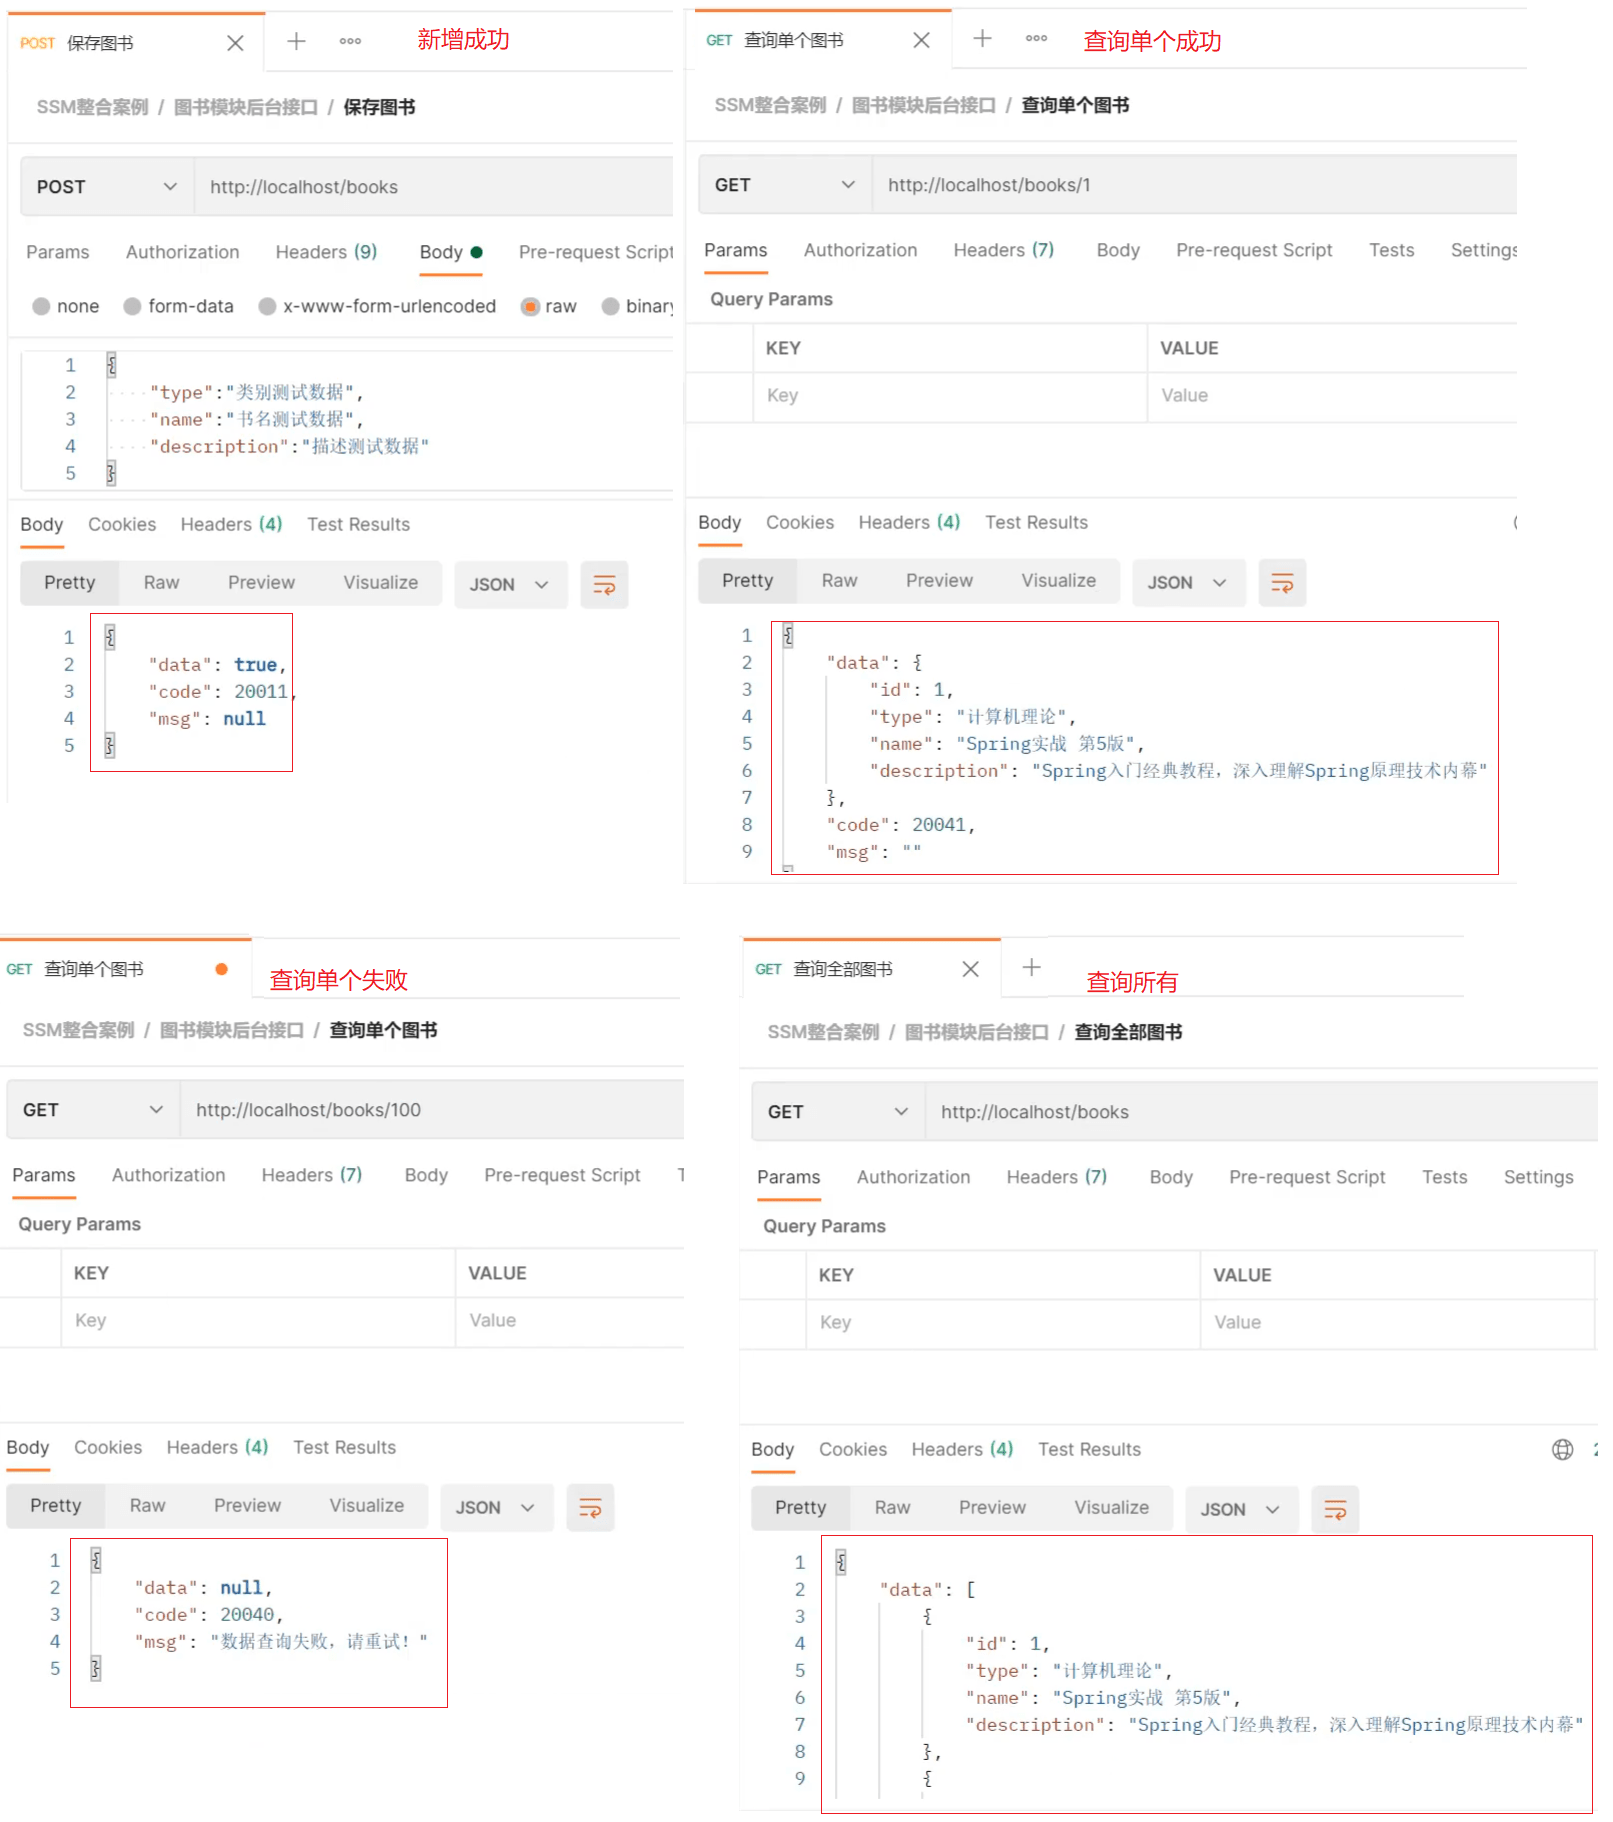 POST 保存图书
新增成功
SSM整合案例 / 图书模块后台接口 / 保存图书
POST http://localhost/books
Params Authorization Headers (9) Body Pre-request Script
none form-data x-www-form-urlencoded raw binary
1 {
2 "type":"类别测试数据",
3 "name":"书名测试数据",
4 "description":"描述测试数据"
5 }
Body Cookies Headers (4) Test Results
Pretty Raw Preview Visualize JSON
1 {
2 "data": true,
3 "code": 20011,
4 "msg": null
5 }
GET 查询单个图书
查询单个成功
SSM整合案例 / 图书模块后台接口 / 查询单个图书
GET http://localhost/books/1
Params Authorization Headers (7) Body Pre-request Script Tests Settings
Query Params
KEY VALUE
Key Value
Body Cookies Headers (4) Test Results
Pretty Raw Preview Visualize JSON
1 {
2 "data": {
3 "id": 1,
4 "type": "计算机理论",
5 "name": "Spring实战 第5版",
6 "description": "Spring入门经典教程，深入理解Spring原理技术内幕"
7 },
8 "code": 20041,
9 "msg": ""
GET 查询单个图书
查询单个失败
SSM整合案例 / 图书模块后台接口 / 查询单个图书
GET http://localhost/books/100
Params Authorization Headers (7) Body Pre-request Script
Query Params
KEY VALUE
Key Value
Body Cookies Headers (4) Test Results
Pretty Raw Preview Visualize JSON
1 {
2 "data": null,
3 "code": 20040,
4 "msg": "数据查询失败，请重试！"
5 }
GET 查询全部图书
查询所有
SSM整合案例 / 图书模块后台接口 / 查询全部图书
GET http://localhost/books
Params Authorization Headers (7) Body Pre-request Script Tests Settings
Query Params
KEY VALUE
Key Value
Body Cookies Headers (4) Test Results
Pretty Raw Preview Visualize JSON
1 {
2 "data": [
3 {
4 "id": 1,
5 "type": "计算机理论",
6 "name": "Spring实战 第5版",
7 "description": "Spring入门经典教程，深入理解Spring原理技术内幕"
8 },
9 {